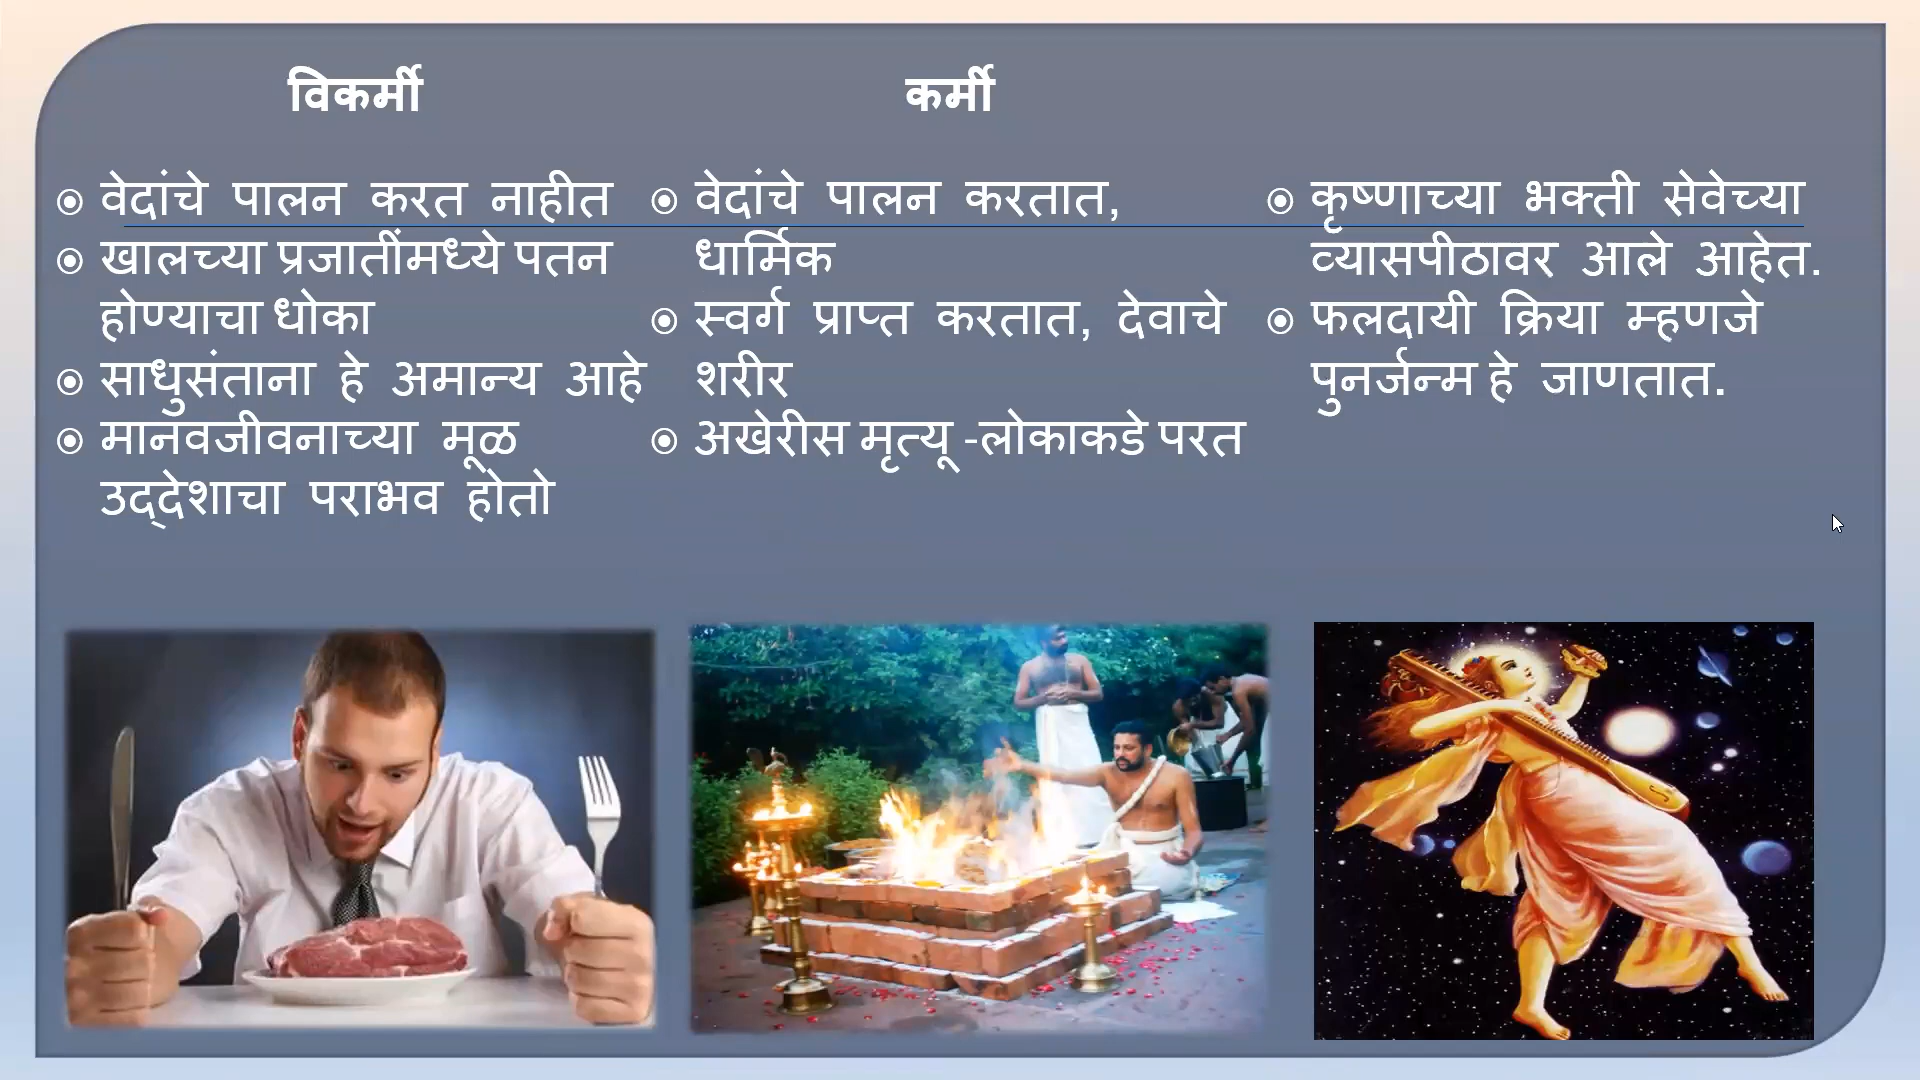 विकर्मी
वेदांचे पालन करत नाहीत
खालच्या प्रजातींमध्ये पतन
होण्याचा धोका
साधुसंताना हे अमान्य आहे
मानवजीवनाच्या मूळ
उद्देशाचा पराभव होतो
कर्मी
वेदांचे पालन करतात,
धार्मिक
स्वर्ग प्राप्त करतात, देवाचे
शरीर
अखेरीस मृत्यू -लोकाकडे परत
कृष्णाच्या भक्ती सेवेच्या
व्यासपीठावर आले आहेत.
फलदायी क्रिया म्हणजे
पुनर्जन्म हे जाणतात.